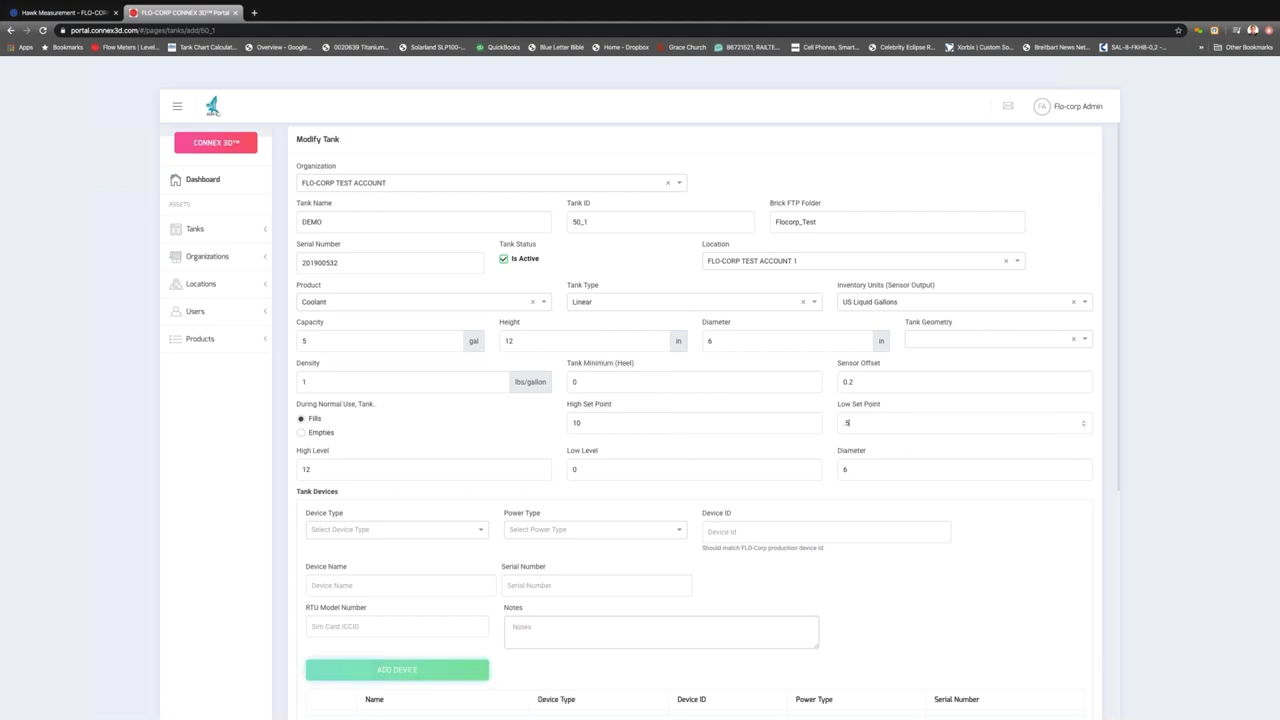 Hawk Measurement - FLO-COR
FLO-CORP CONNEX 3D™ Portal
portal.connex3d.com/#/pages/tanks/add/50_1
Apps Bookmarks Flow Meters | Level... Tank Chart Calculat... Overview - Google... 0020639 Titanium... Solarland SLP100-... QuickBooks Blue Letter Bible Home - Dropbox Grace Church B6721521, RAILTE... Cell Phones, Smart... Celebrity Eclipse R... Xorbix | Custom So... Breitbart News Net... SAL-8-FKH8-0,2 -... » Other Bookmarks
FA Flo-corp Admin
CONNEX 3D™
Dashboard
ASSETS
Tanks
Organizations
Locations
Users
Products
Modify Tank
Organization
FLO-CORP TEST ACCOUNT
Tank Name Tank ID Brick FTP Folder
DEMO 50_1 Flocorp_Test
Serial Number Tank Status Location
201900532 Is Active FLO-CORP TEST ACCOUNT 1
Product Tank Type Inventory Units (Sensor Output)
Coolant Linear US Liquid Gallons
Capacity Height Diameter Tank Geometry
5 gal 12 in 6 in
Density Tank Minimum (Heel) Sensor Offset
1 lbs/gallon 0 0.2
During Normal Use, Tank.. High Set Point Low Set Point
Fills
10 .5
Empties
High Level Low Level Diameter
12 0 6
Tank Devices
Device Type Power Type Device ID
Select Device Type Select Power Type Device Id
Should match FLO-Corp production device Id
Device Name Serial Number
Device Name Serial Number
RTU Model Number Notes
Sim Card ICCID Notes
ADD DEVICE
Name Device Type Device ID Power Type Serial Number